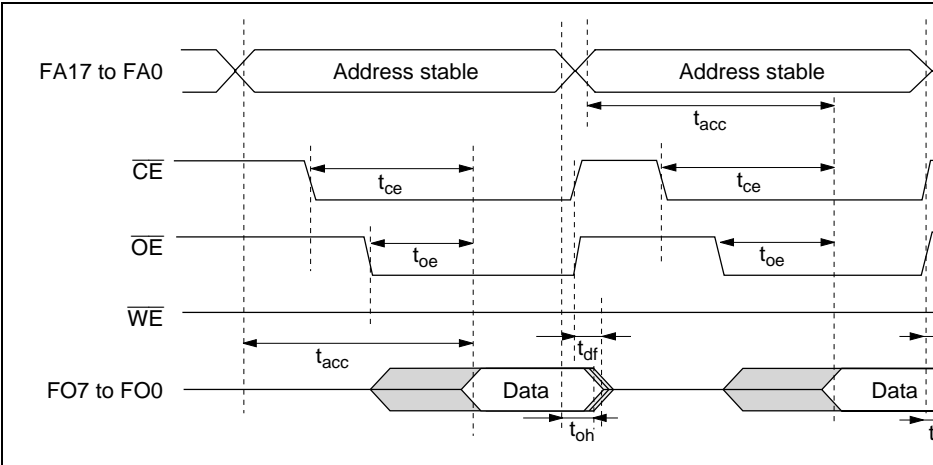 FA17 to FA0
Address stable
Address stable
tacc
CE
tce
tce
OE
toe
toe
WE
tacc
tdf
FO7 to FO0
Data
Data
toh
t